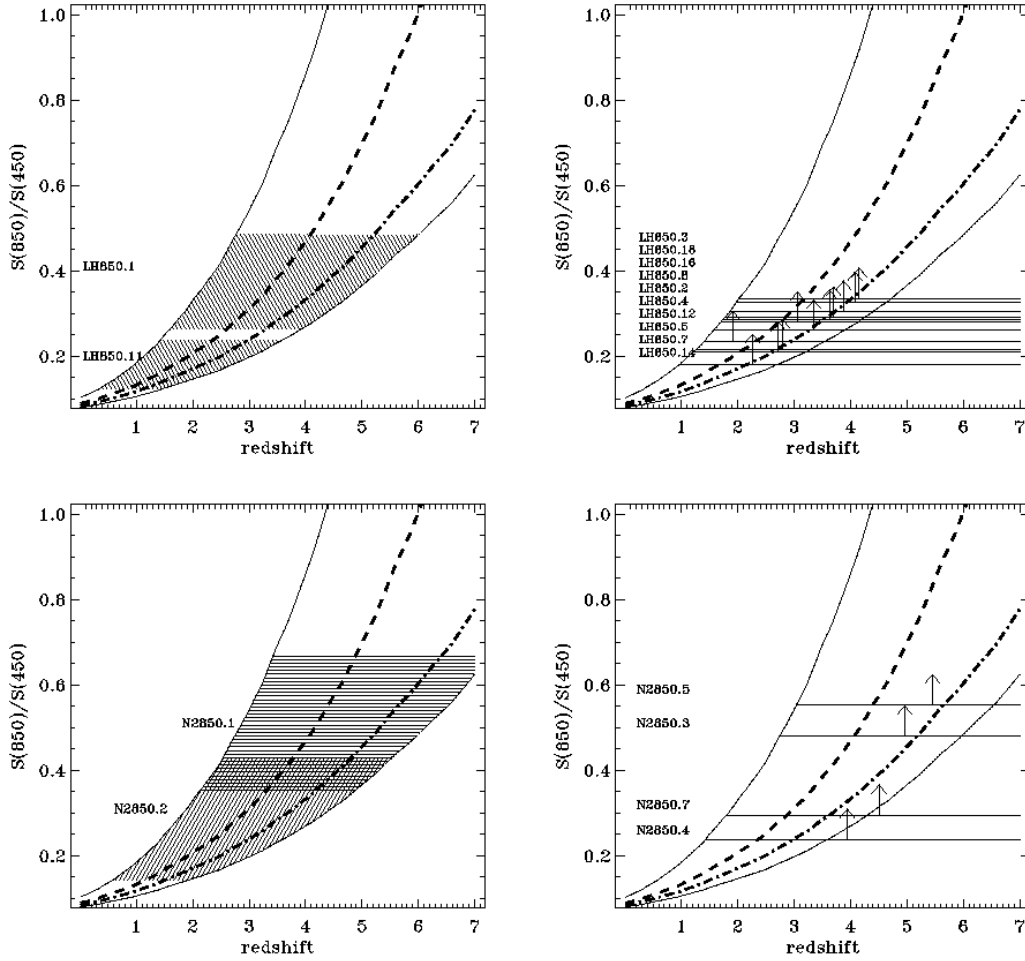 1.0
0.8
0.6
0.4
0.2
S(850)/S(450)
LH850.1
LH850.11
1 2 3 4 5 6 7
redshift
1.0
0.8
0.6
0.4
0.2
S(850)/S(450)
LH850.3
LH850.18
LH850.16
LH850.8
LH850.2
LH850.4
LH850.12
LH850.5
LH850.7
LH850.14
1 2 3 4 5 6 7
redshift
1.0
0.8
0.6
0.4
0.2
S(850)/S(450)
N2850.1
N2850.2
1 2 3 4 5 6 7
redshift
1.0
0.8
0.6
0.4
0.2
S(850)/S(450)
N2850.5
N2850.3
N2850.7
N2850.4
1 2 3 4 5 6 7
redshift